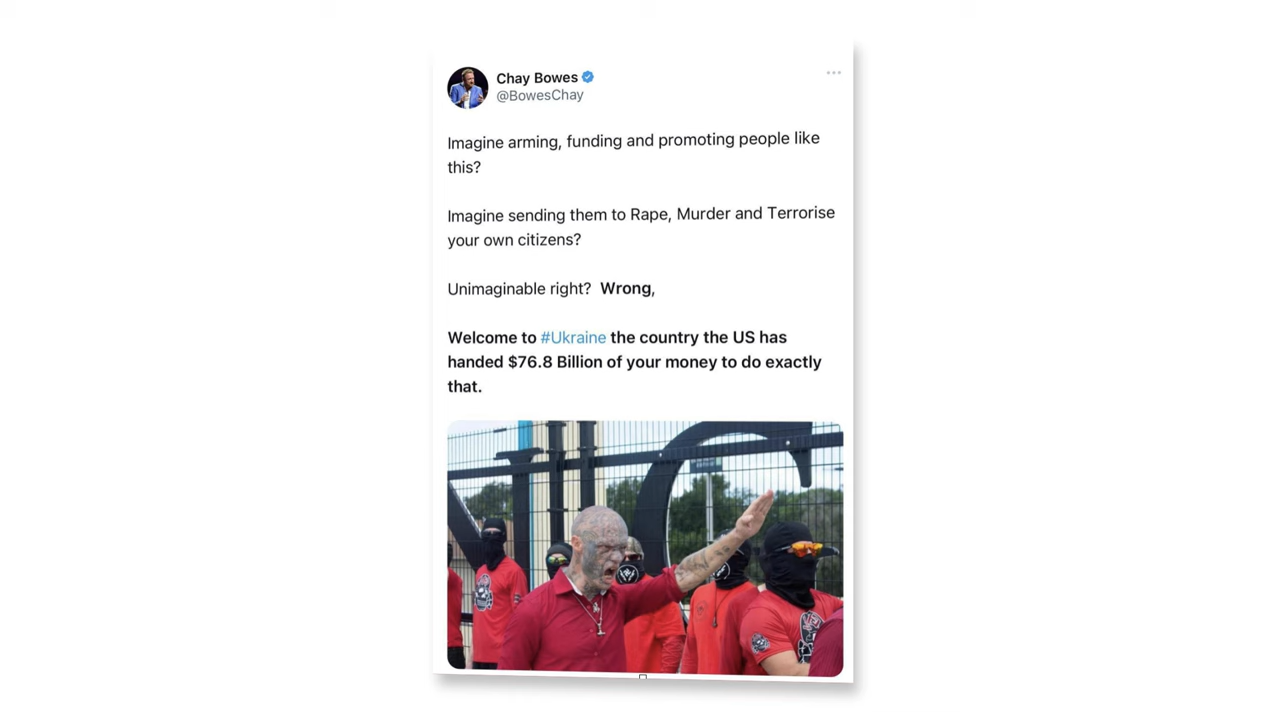 Chay Bowes
@BowesChay
Imagine arming, funding and promoting people like
this?
Imagine sending them to Rape, Murder and Terrorise
your own citizens?
Unimaginable right? Wrong,
Welcome to #Ukraine the country the US has
handed $76.8 Billion of your money to do exactly
that.